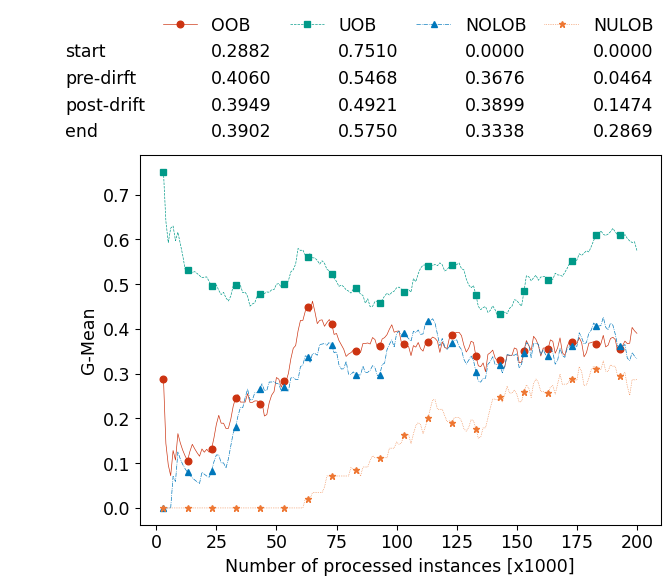 OOB UOB NOLOB NULOB
start 0.2882 0.7510 0.0000 0.0000
pre-dirft 0.4060 0.5468 0.3676 0.0464
post-drift 0.3949 0.4921 0.3899 0.1474
end 0.3902 0.5750 0.3338 0.2869
0.7
0.6
0.5
0.4
0.3
0.2
0.1
0.0
G-Mean
0 25 50 75 100 125 150 175 200
Number of processed instances [x1000]